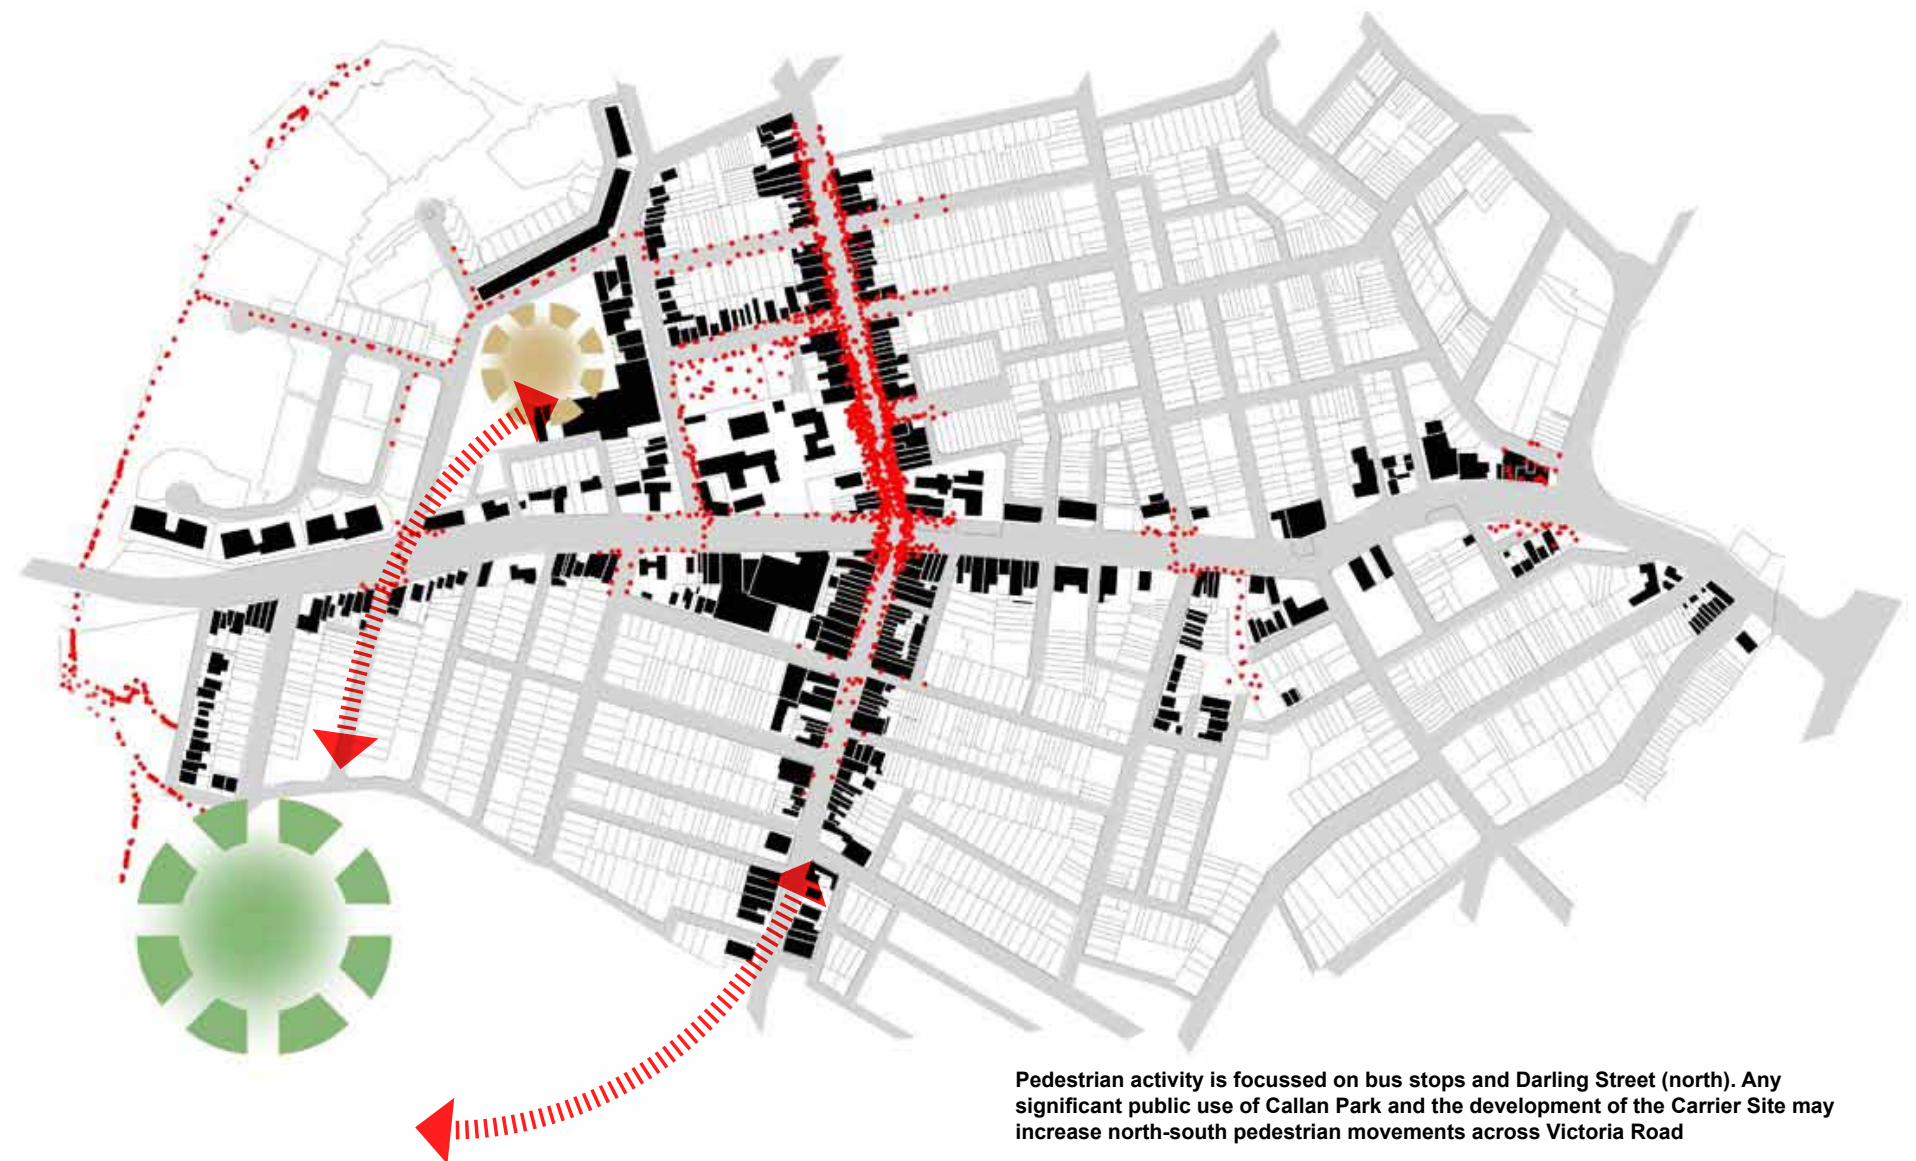 Pedestrian activity is focussed on bus stops and Darling Street (north). Any
significant public use of Callan Park and the development of the Carrier Site may
increase north-south pedestrian movements across Victoria Road